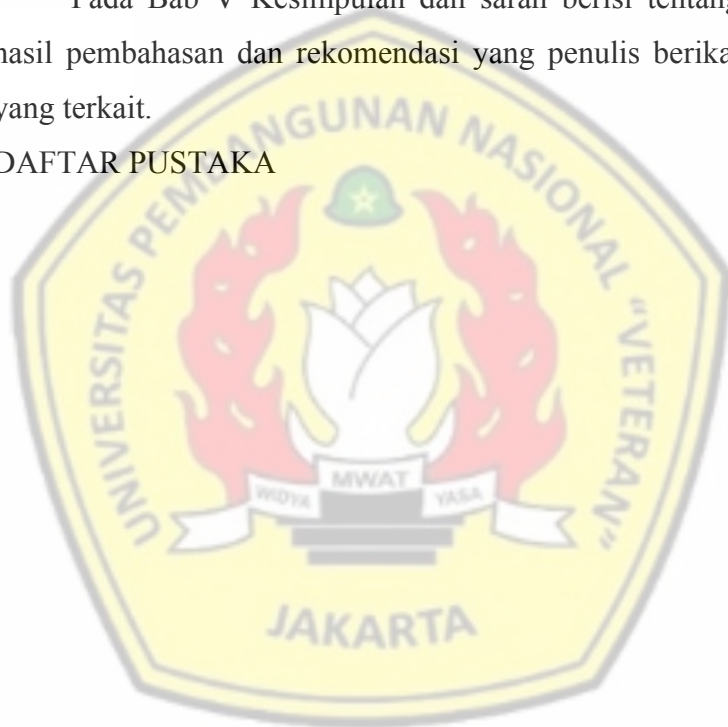 Pada Bab V Kesimpulan dan saran berisi tentang
hasil pembahasan dan rekomendasi yang penulis berika
yang terkait.
DAFTAR PUSTAKA
UNIVERSITAS PEMBANGUNAN NASIONAL "VETERAN"
WIDYA MWAT YASA
JAKARTA